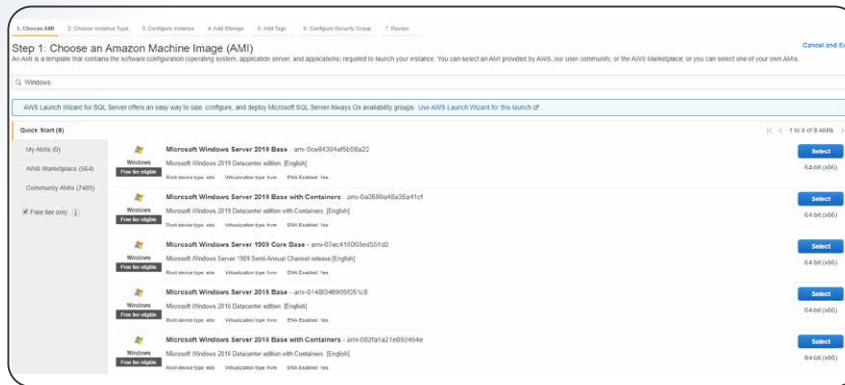 1. Choose AMI 2. Choose Instance Type 3. Configure Instance 4. Add Storage 5. Add Tags 6. Configure Security Group 7. Review
Step 1: Choose an Amazon Machine Image (AMI)
Cancel and Ex
An AMI is a template that contains the software configuration (operating system, application server, and applications) required to launch your instance. You can select an AMI provided by AWS, our user community, or the AWS Marketplace; or you can select one of your own AMIs.
Windows
AWS Launch Wizard for SQL Server offers an easy way to size, configure, and deploy Microsoft SQL Server Always On availability groups. Use AWS Launch Wizard for this launch
Quick Start (8)
1 to 8 of 8 AMIs
My AMIs (0)
AWS Marketplace (554)
Community AMIs (7485)
Free tier only
Microsoft Windows Server 2019 Base -
Windows
Free tier eligible
Microsoft Windows 2019 Datacenter edition. [English]
Root device type: ebs Virtualization type: hvm ENA Enabled: Yes
Select
64-bit (x86)
Microsoft Windows Server 2019 Base with Containers -
Windows
Free tier eligible
Microsoft Windows 2019 Datacenter edition with Containers. [English]
Root device type: ebs Virtualization type: hvm ENA Enabled: Yes
Select
64-bit (x86)
Microsoft Windows Server 1909 Core Base -
Windows
Free tier eligible
Microsoft Windows Server 1909 Semi-Annual Channel release [English]
Root device type: ebs Virtualization type: hvm ENA Enabled: Yes
Select
64-bit (x86)
Microsoft Windows Server 2016 Base -
Windows
Free tier eligible
Microsoft Windows 2016 Datacenter edition. [English]
Root device type: ebs Virtualization type: hvm ENA Enabled: Yes
Select
64-bit (x86)
Microsoft Windows Server 2016 Base with Containers -
Windows
Free tier eligible
Microsoft Windows 2016 Datacenter edition with Containers. [English]
Root device type: ebs Virtualization type: hvm ENA Enabled: Yes
Select
64-bit (x86)